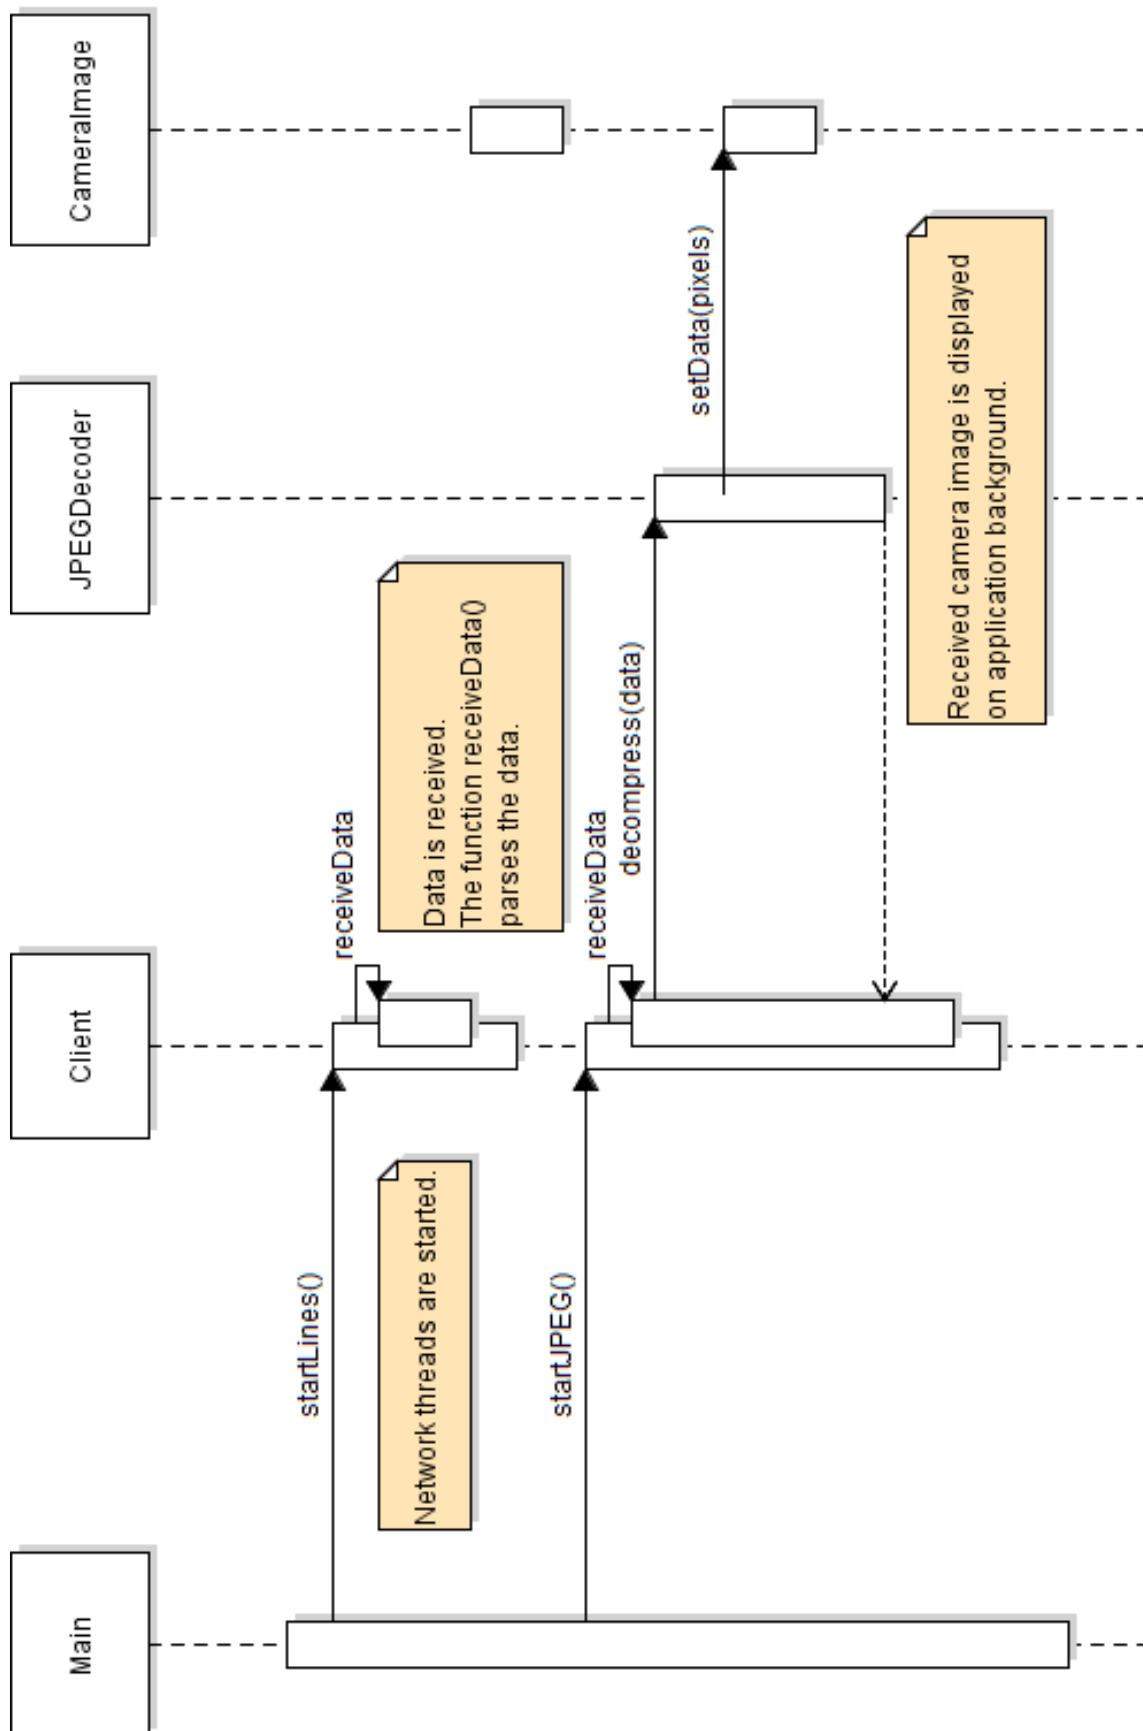 Main
Client
JPEGDecoder
CameraImage
startLines()
receiveData
Network threads are started.
Data is received.
The function receiveData()
parses the data.
startJPEG()
receiveData
decompress(data)
setData(pixels)
Received camera image is displayed
on application background.